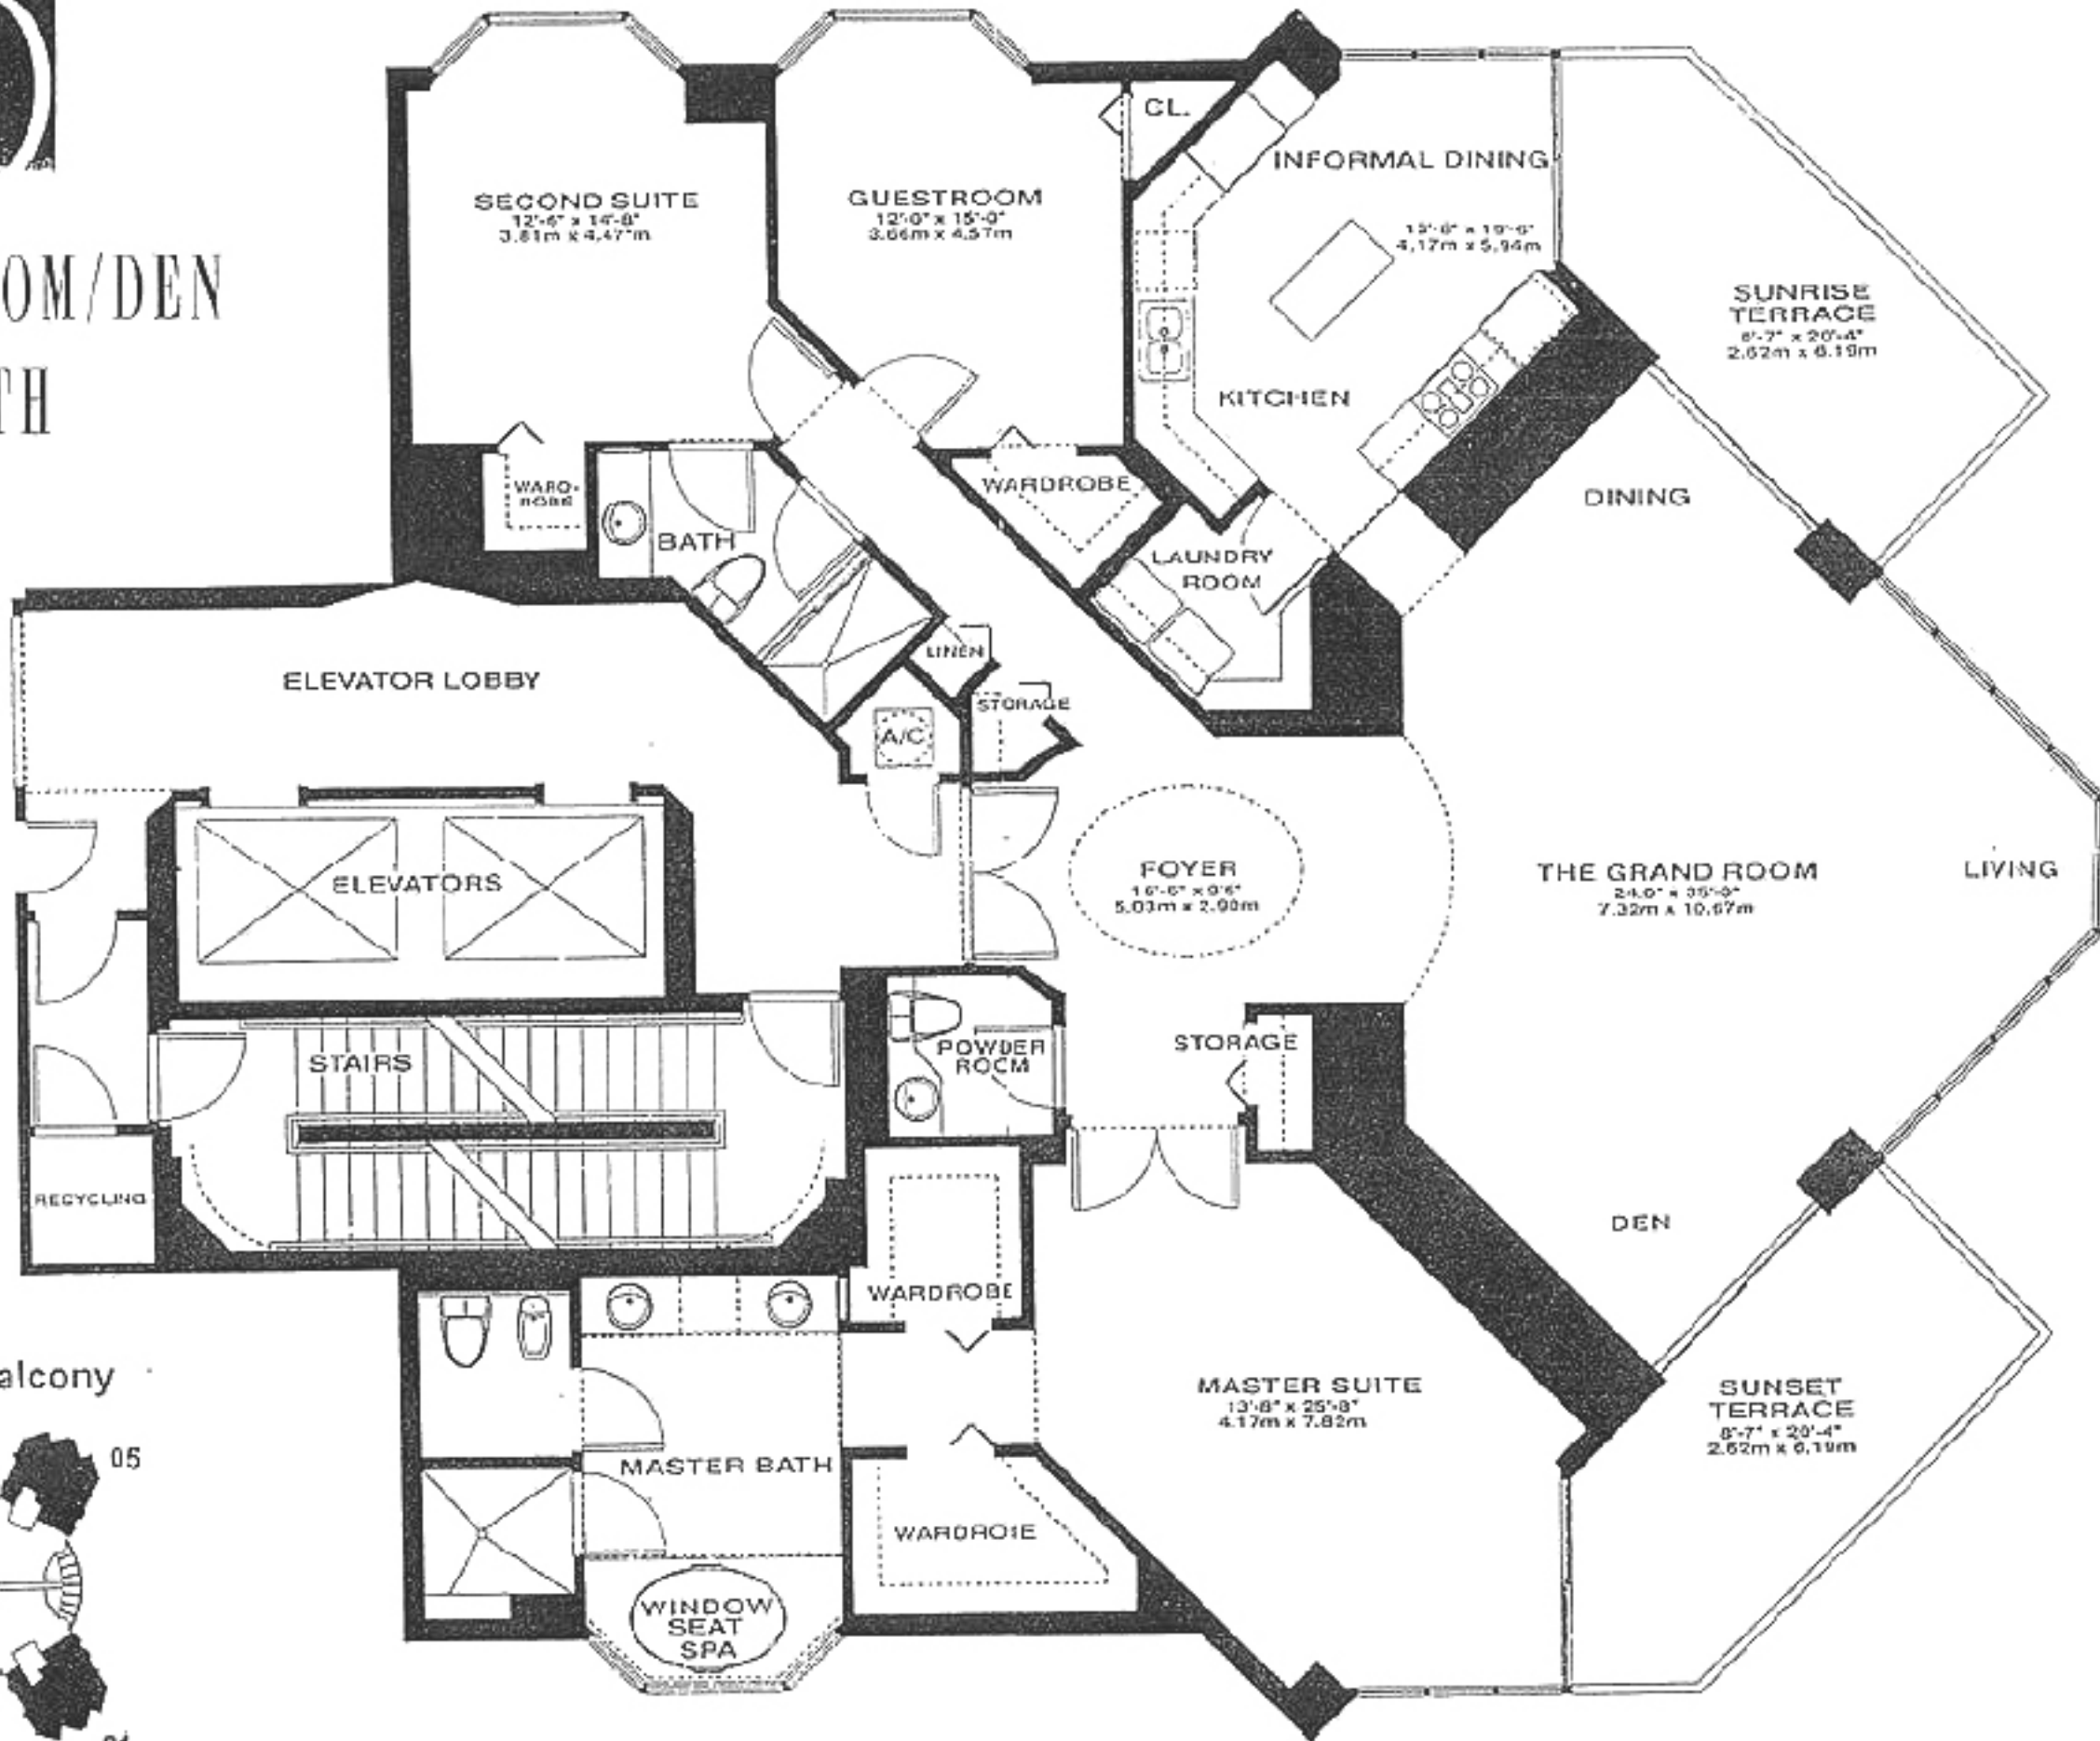 OM/DEN
TH
SECOND SUITE
12'-6" x 14'-8"
3.81m x 4.47m
GUESTROOM
12'-0" x 15'-0"
3.66m x 4.57m
CL.
INFORMAL DINING
4.17m x 5.94m
KITCHEN
SUNRISE
TERRACE
8'-7" x 20'-4"
2.62m x 6.19m
WARDROBE
DINING
BATH
LAUNDRY
ROOM
LINEN
STORAGE
A/C
ELEVATOR LOBBY
ELEVATORS
FOYER
16'-6" x 9'6"
5.03m x 2.90m
THE GRAND ROOM
7.32m x 10.67m
LIVING
STAIRS
POWDER
ROOM
STORAGE
RECYCLING
DEN
WARDROBE
MASTER SUITE
13'-8" x 25'-8"
4.17m x 7.82m
SUNSET
TERRACE
8'-7" x 20'-4"
2.62m x 6.19m
MASTER BATH
WARDROBE
WINDOW
SEAT
SPA
alcony
05